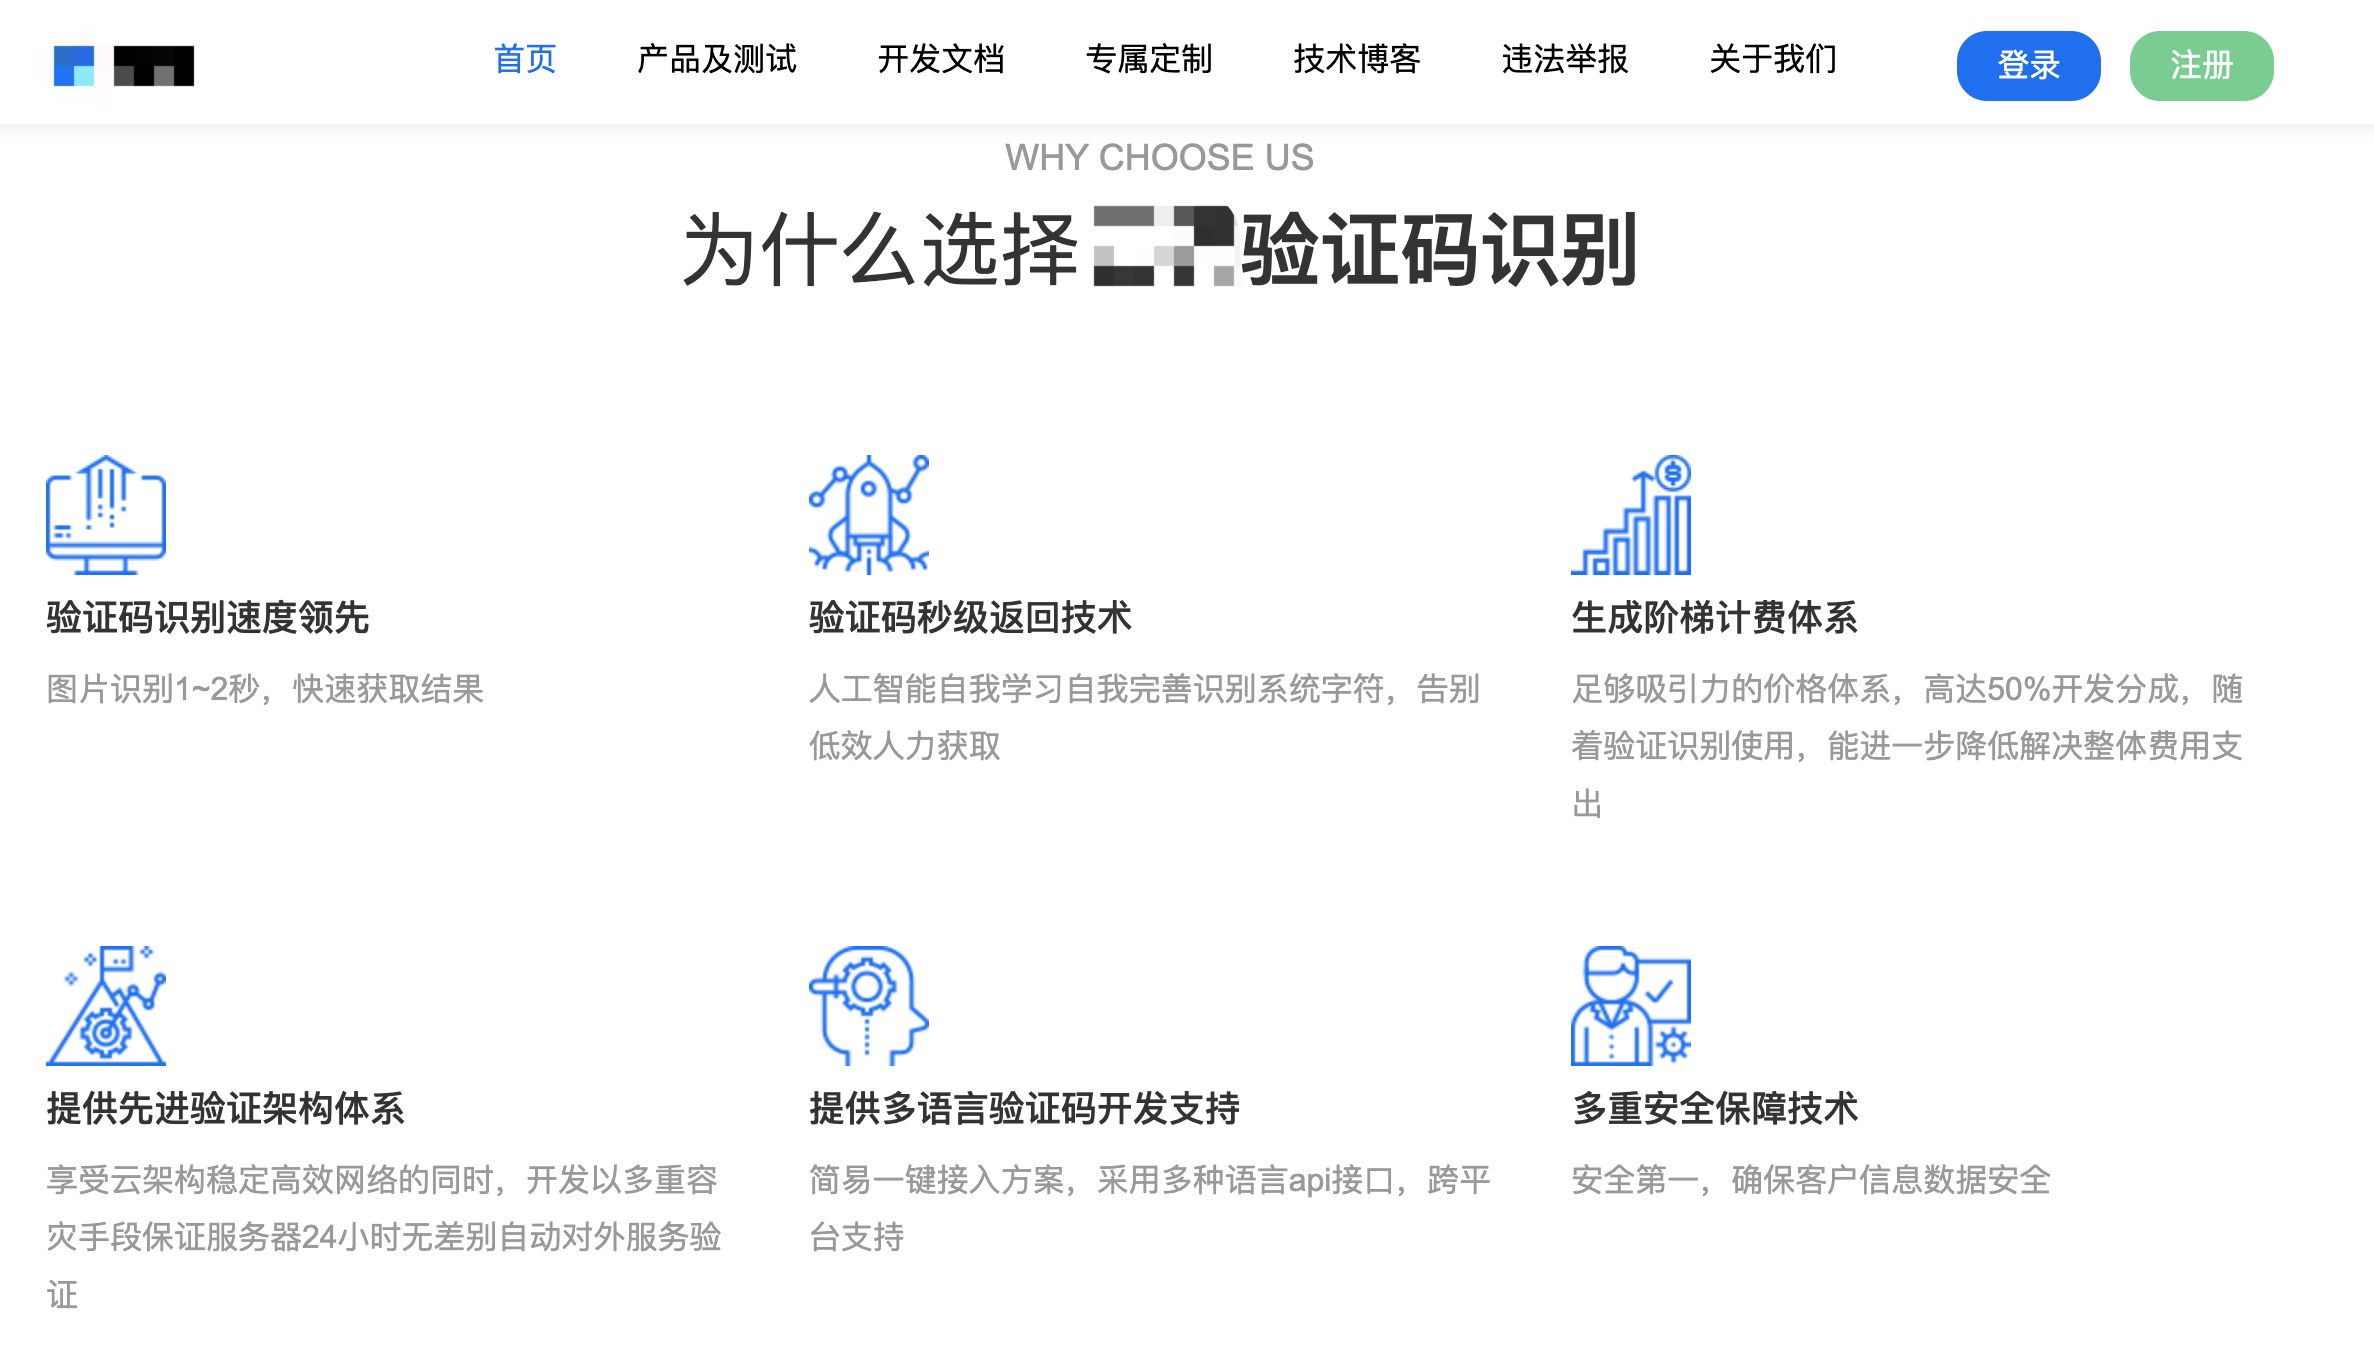 首页 产品及测试 开发文档 专属定制 技术博客 违法举报 关于我们 登录 注册
WHY CHOOSE US
为什么选择 验证码识别
验证码识别速度领先
图片识别1~2秒，快速获取结果
验证码秒级返回技术
人工智能自我学习自我完善识别系统字符，告别
低效人力获取
生成阶梯计费体系
足够吸引力的价格体系，高达50%开发分成，随
着验证识别使用，能进一步降低解决整体费用支
出
提供先进验证架构体系
享受云架构稳定高效网络的同时，开发以多重容
灾手段保证服务器24小时无差别自动对外服务验
证
提供多语言验证码开发支持
简易一键接入方案，采用多种语言api接口，跨平
台支持
多重安全保障技术
安全第一，确保客户信息数据安全